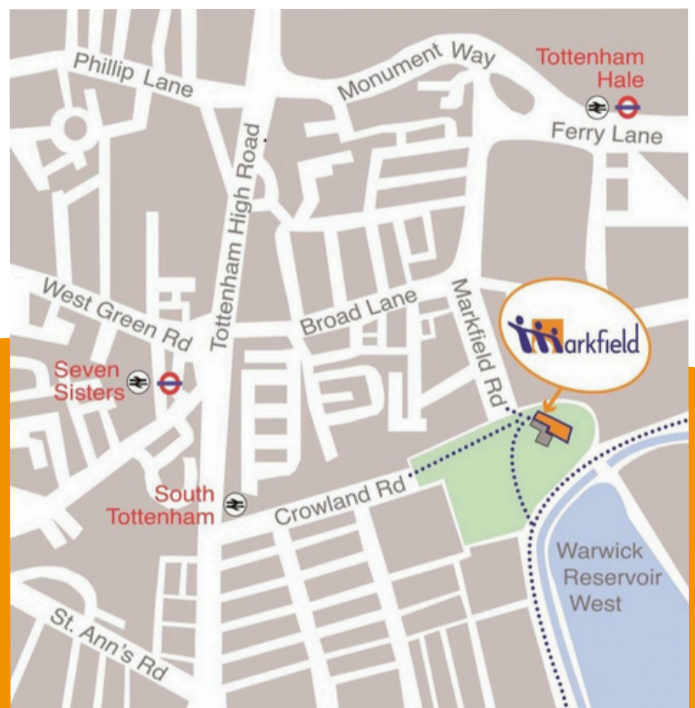 Phillip Lane
Monument Way
Tottenham
Hale
Ferry Lane
Tottenham High Road
West Green Rd
Broad Lane
Markfield Rd
Markfield
Seven
Sisters
South
Tottenham
Crowland Rd
Warwick
Reservoir
West
St. Ann's Rd